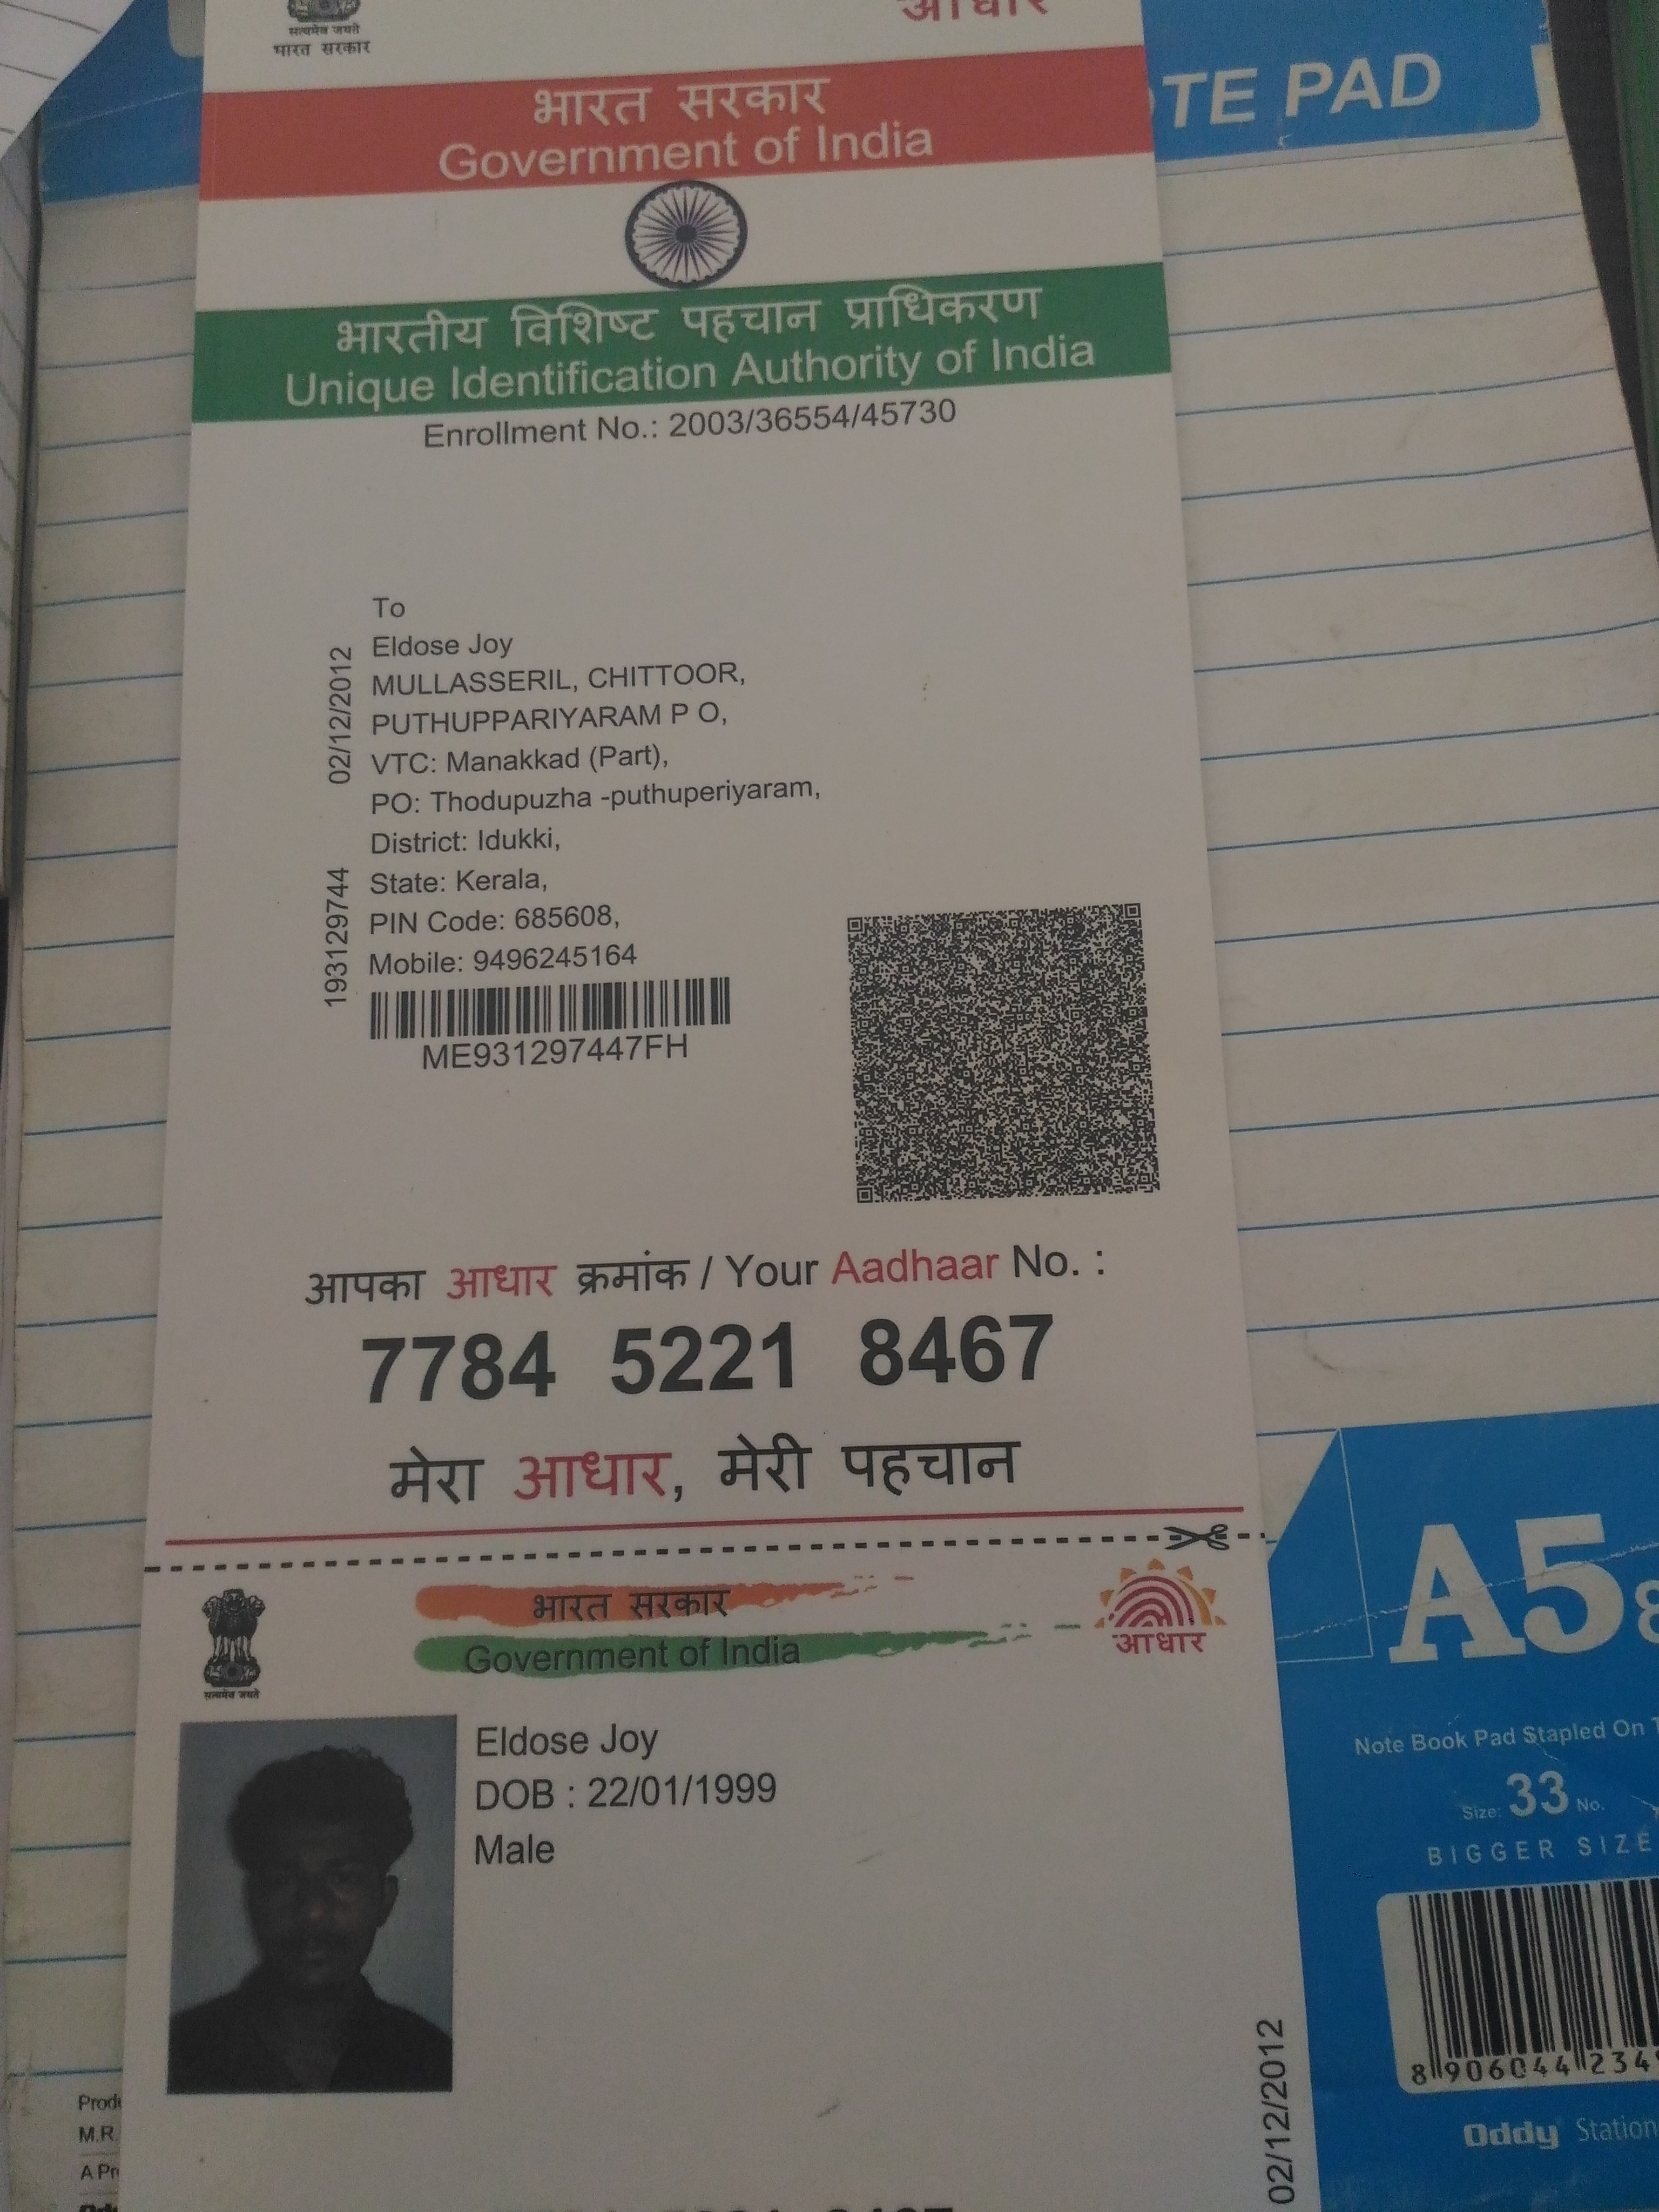 सत्यमेव जयते
भारत सरकार
आधार
भारत सरकार
Government of India
भारतीय विशिष्ट पहचान प्राधिकरण
Unique Identification Authority of India
Enrollment No.: 2003/36554/45730
To
Eldose Joy
MULLASSERIL, CHITTOOR,
PUTHUPPARIYARAM P O,
VTC: Manakkad (Part),
PO: Thodupuzha -puthuperiyaram,
District: Idukki,
State: Kerala,
PIN Code: 685608,
Mobile: 9496245164
02/12/2012
193129744
ME931297447FH
आपका आधार क्रमांक / Your Aadhaar No. :
7784 5221 8467
मेरा आधार, मेरी पहचान
सत्यमेव जयते
भारत सरकार
Government of India
आधार
Eldose Joy
DOB : 22/01/1999
Male
02/12/2012
TE PAD
A5
Note Book Pad Stapled On
Size: 33 No.
BIGGER SIZE
8 906044 234
Oddy Station
M.R.